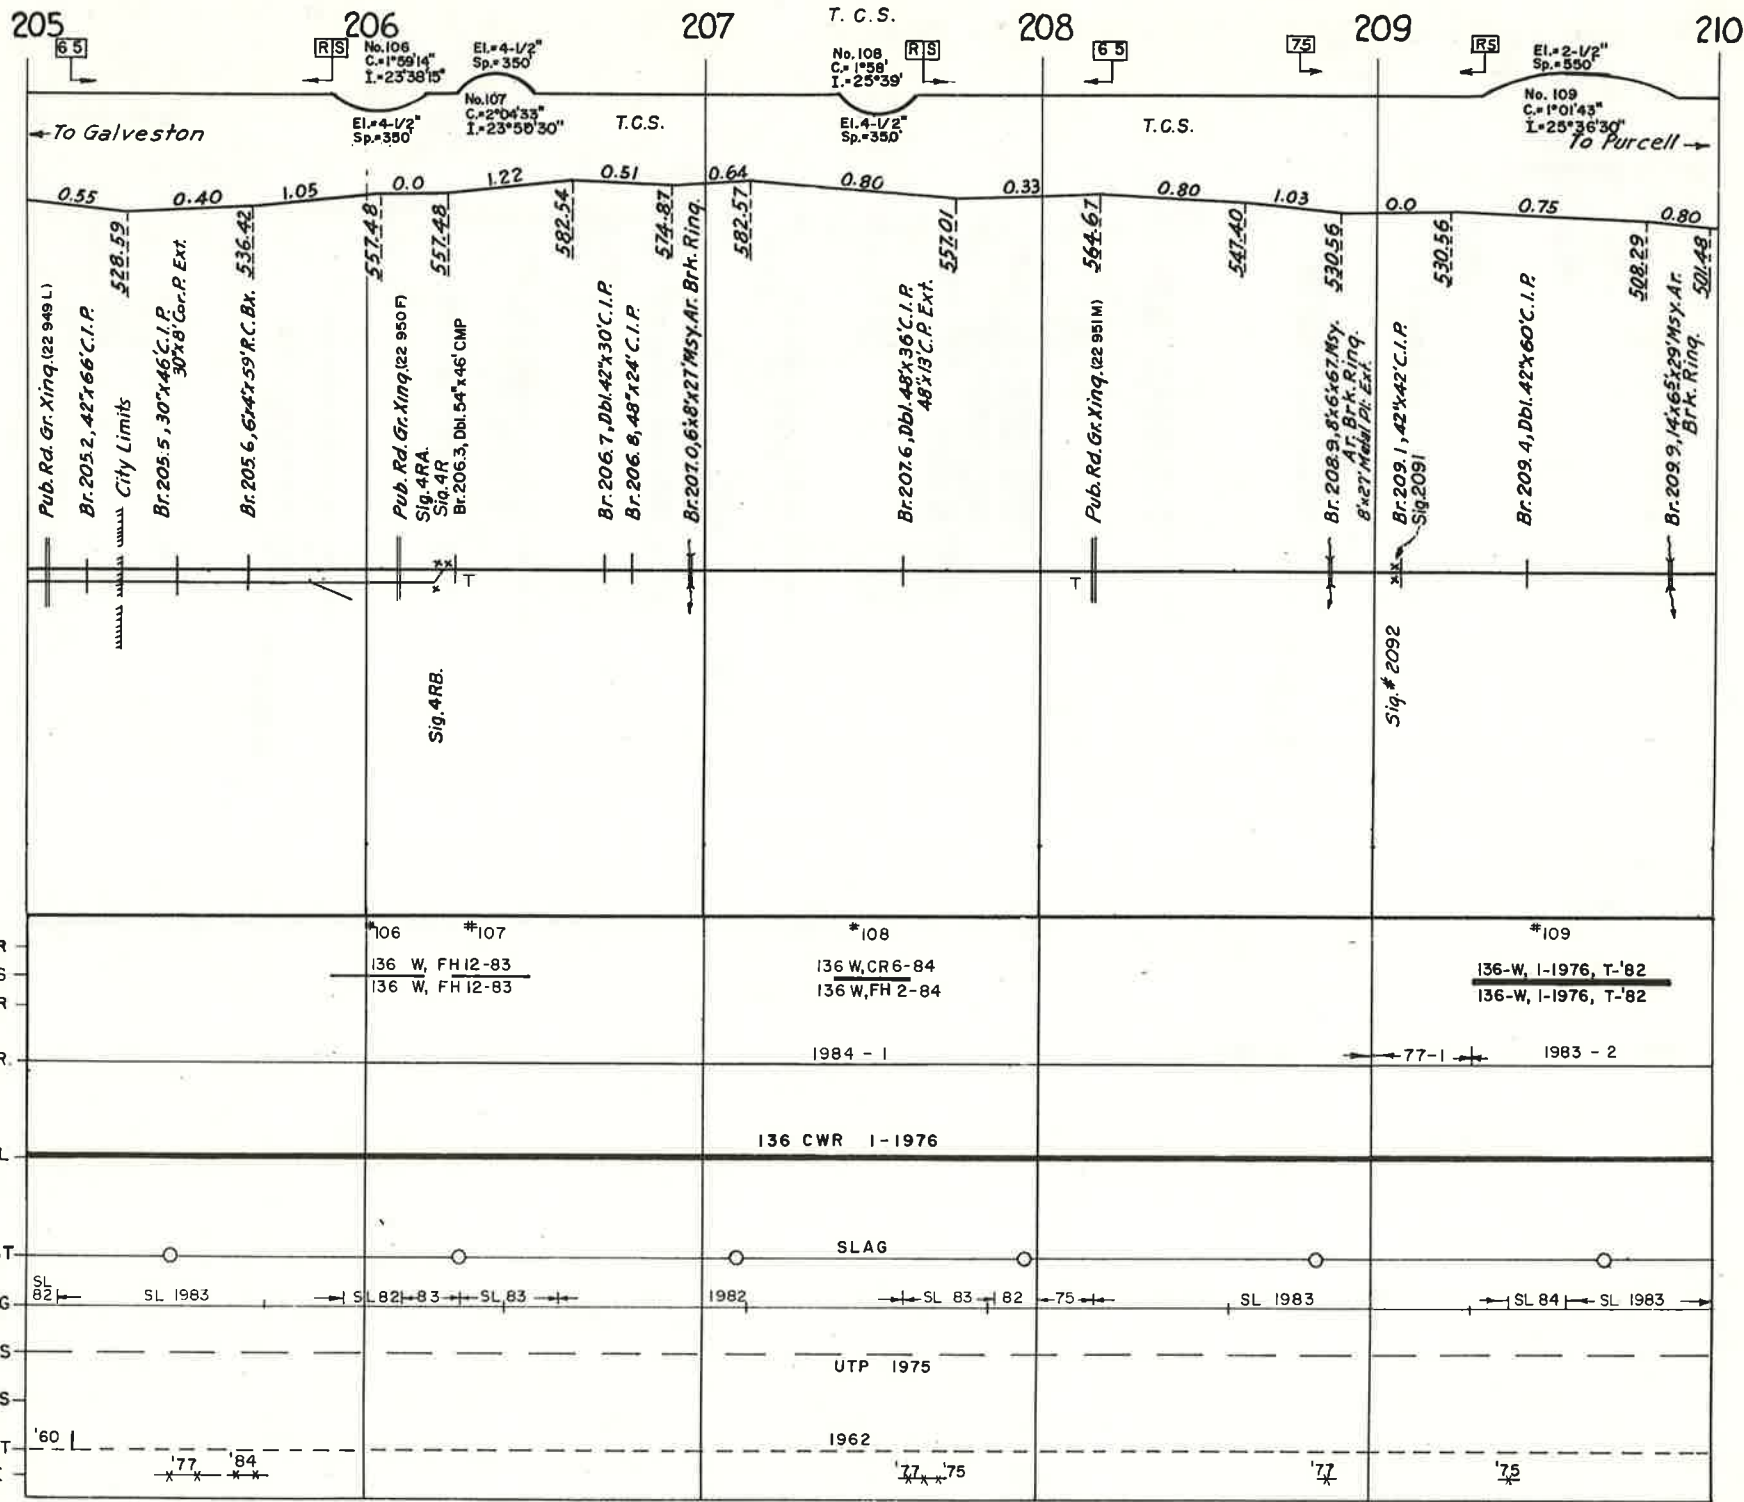 205 206 207 T.C.S. 208 209 210
6 5
R S
No.106
C.=1°59'14"
I.=23°38'15"
El.=4-1/2"
Sp.=350'
El.=4-1/2"
Sp.=350'
No.107
C.=2°04'33"
I.=23°50'30"
No.108
C.=1°58'
I.=25°39'
R S
El.4-1/2"
Sp.=350'
6 5
75
RS
El.=2-1/2"
Sp.=550'
No. 109
C.=1°01'43"
I.=25°36'30"
To Galveston
T.C.S.
T.C.S.
To Purcell
0.55 0.40 1.05 0.0 1.22 0.51 0.64 0.80 0.33 0.80 1.03 0.0 0.75 0.80
528.59
536.42
557.48
557.48
582.54
574.87
582.57
557.01
564.67
547.40
530.56
530.56
508.29
501.48
Pub. Rd. Gr. Xinq.(22 949 L)
Br. 205.2, 42"x66' C.I.P.
City Limits
Br. 205.5, 30"x46' C.I.P.
30"x8' Cor. P. Ext.
Br. 205.6, 6'x4'x59' R.C. Bx.
Pub. Rd. Gr. Xinq.(22 950 F)
Sig. 4RA.
Sig. 4R
Br. 206.3, Dbl. 54"x46' CMP
Br. 206.7, Dbl. 42"x30' C.I.P.
Br. 206.8, 48"x24' C.I.P.
Br. 207.0, 6'x8'x27' Msy. Ar. Brk. Rinq.
Br. 207.6, Dbl. 48"x36' C.I.P.
48"x13' C.P. Ext.
Pub. Rd. Gr. Xinq.(22 951 M)
Br. 208.9, 8'x6'x67' Msy.
Ar. Brk. Rinq.
8'x27' Metal Pl. Ext.
Br. 209.1, 42"x42' C.I.P.
Sig. 2091
Br. 209.4, Dbl. 42"x60' C.I.P.
Br. 209.9, 14'x6.5'x29' Msy. Ar.
Brk. Rinq.
T
T
Sig. 4RB.
Sig. # 2092
#106 #107 #108 #109
R
136 W, FH 12-83
S
136 W, FH 12-83
R
136 W, CR 6-84
136 W, FH 2-84
136-W, 1-1976, T-'82
136-W, 1-1976, T-'82
R. 1984 - 1 77-1 1983 - 2
L 136 CWR 1-1976
T SLAG
SL
82 SL 1983 SL 82 83 SL 83 1982 SL 83 82 75 SL 1983 SL 84 SL 1983
G
S UTP 1975
S
T '60 1962
'77 '84 '77 '75 '77 '75